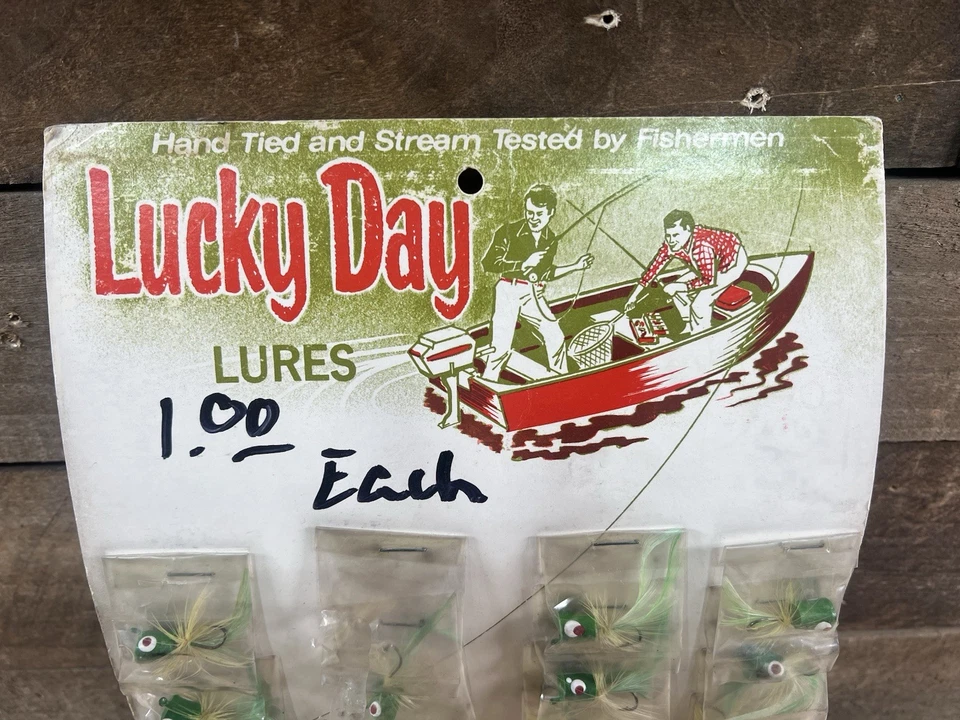 Hand Tied and Stream Tested by Fishermen
Lucky Day
LURES
1.00
Each